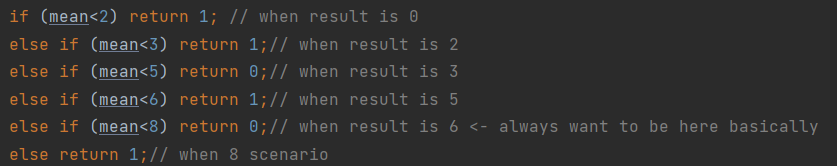 if (mean<2) return 1; // when result is 0
else if (mean<3) return 1;// when result is 2
else if (mean<5) return 0;// when result is 3
else if (mean<6) return 1;// when result is 5
else if (mean<8) return 0;// when result is 6 <- always want to be here basically
else return 1;// when 8 scenario